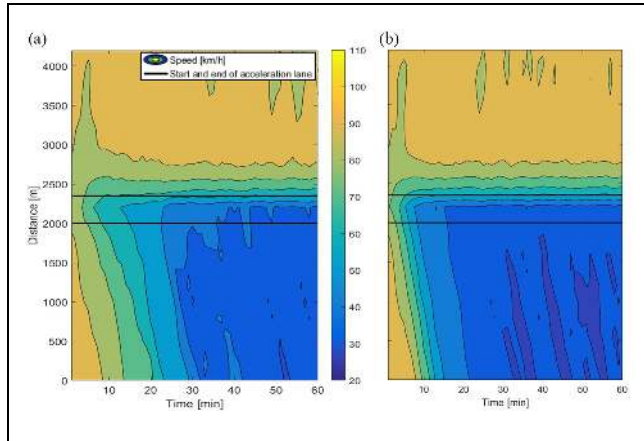 (a)
(b)
Speed [km/h]
Start and end of acceleration lane
4000
3500
3000
2500
2000
1500
1000
500
0
Distance [m]
10 20 30 40 50 60
Time [min]
110
100
90
80
70
60
50
40
30
20
10 20 30 40 50 60
Time [min]